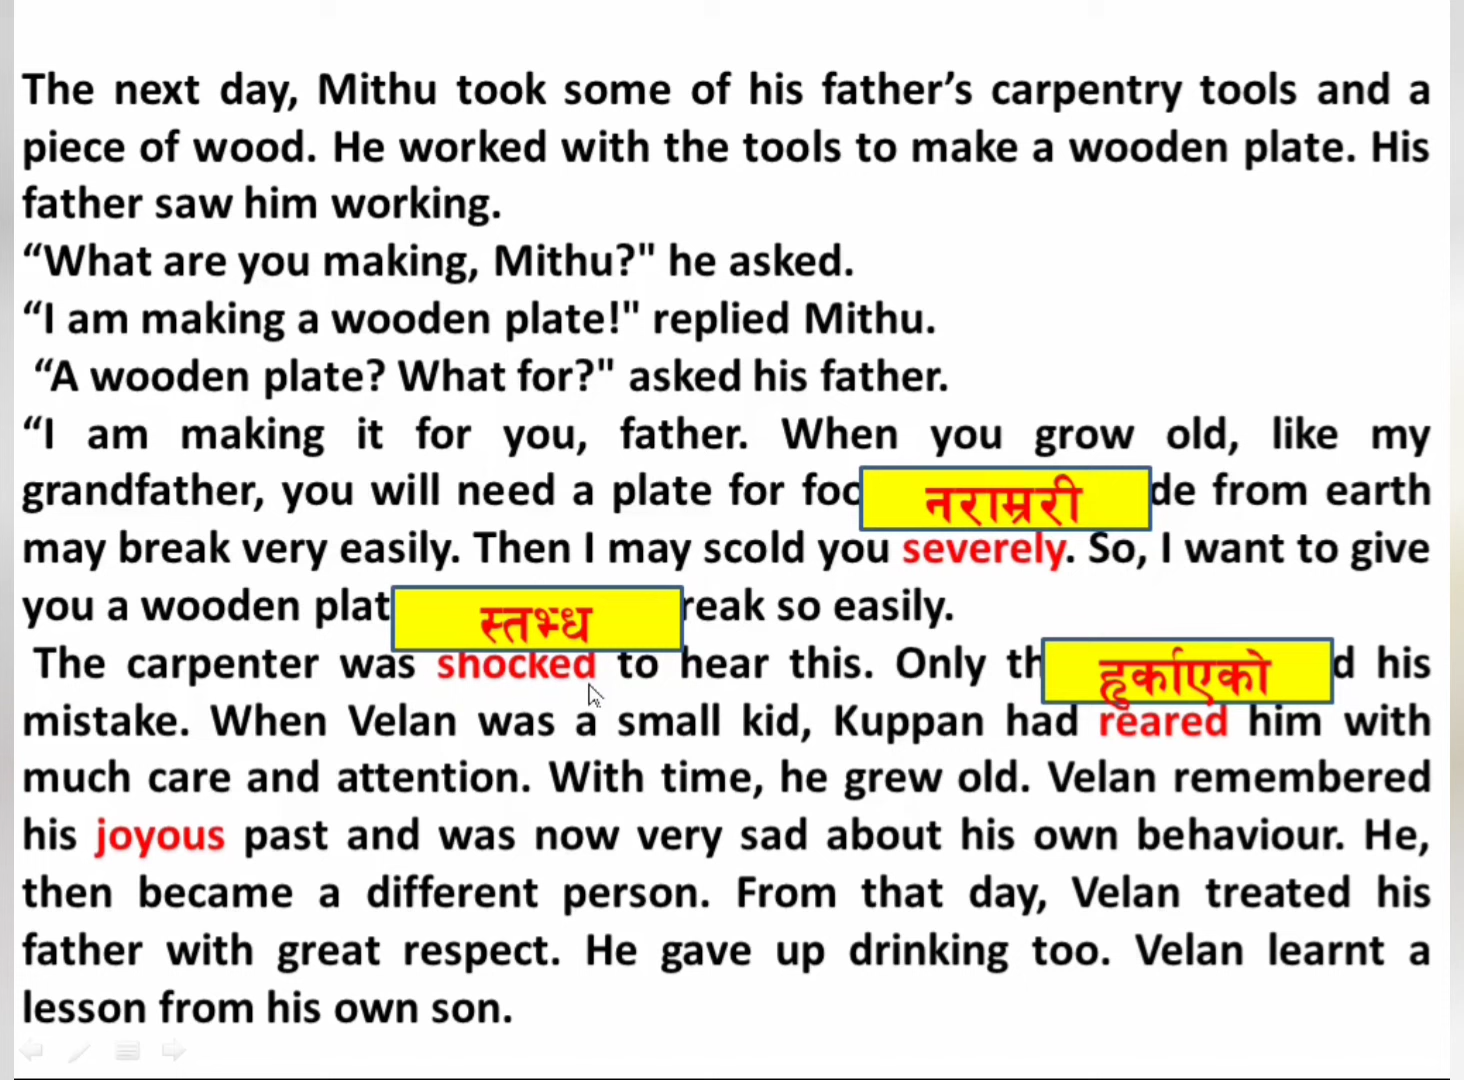 The next day, Mithu took some of his father’s carpentry tools and a
piece of wood. He worked with the tools to make a wooden plate. His
father saw him working.
“What are you making, Mithu?" he asked.
“I am making a wooden plate!" replied Mithu.
“A wooden plate? What for?" asked his father.
“I am making it for you, father. When you grow old, like my
grandfather, you will need a plate for नराम्ररी from earth
may break very easily. Then I may scold you severely. So, I want to give
you a wooden स्तब्ध so easily.
The carpenter was shocked to hear this. Only हुर्काएको his
mistake. When Velan was a small kid, Kuppan had reared him with
much care and attention. With time, he grew old. Velan remembered
his joyous past and was now very sad about his own behaviour. He,
then became a different person. From that day, Velan treated his
father with great respect. He gave up drinking too. Velan learnt a
lesson from his own son.